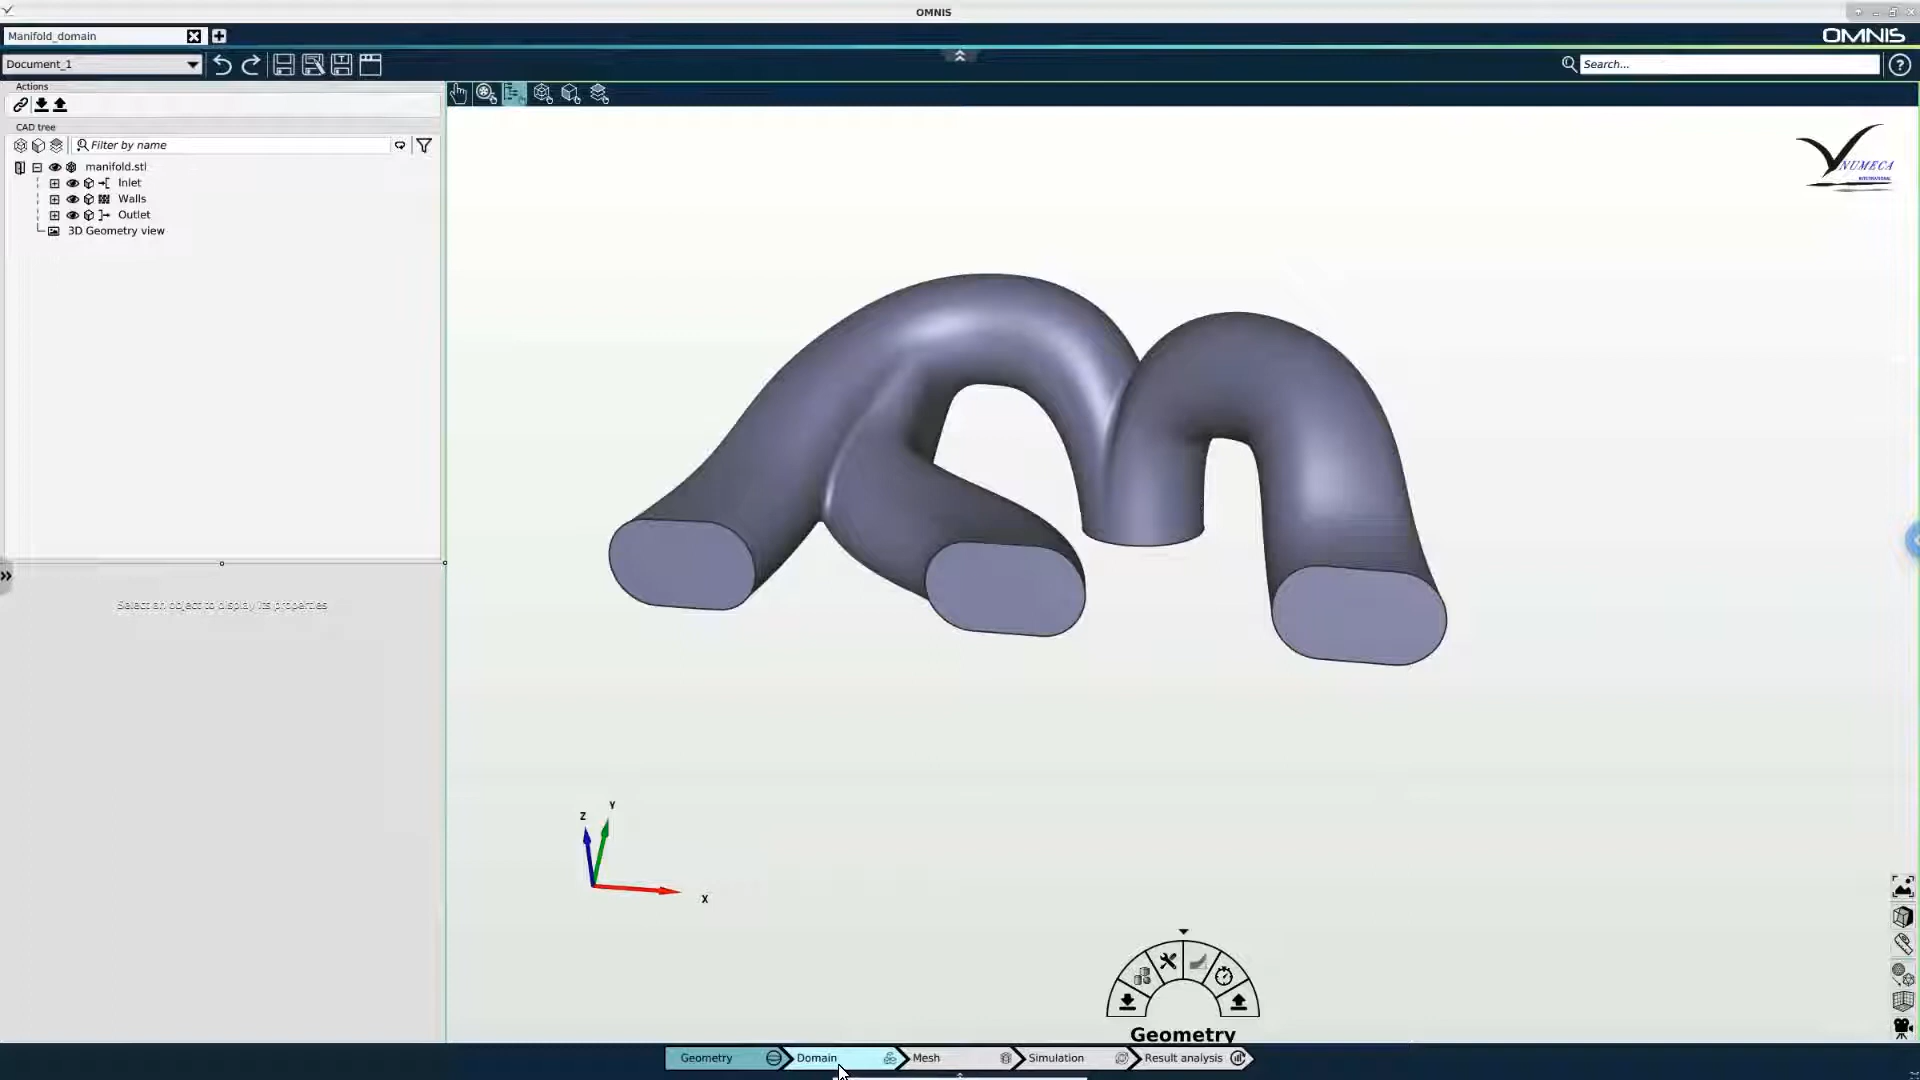 OMNIS
Manifold_domain
OMNIS
Document_1
Search...
?
Actions
CAD tree
Filter by name
manifold.stl
Inlet
Walls
Outlet
3D Geometry view
NUMECA
INTERNATIONAL
Select an object to display its properties
Z
Y
X
Geometry
Geometry
Domain
Mesh
Simulation
Result analysis